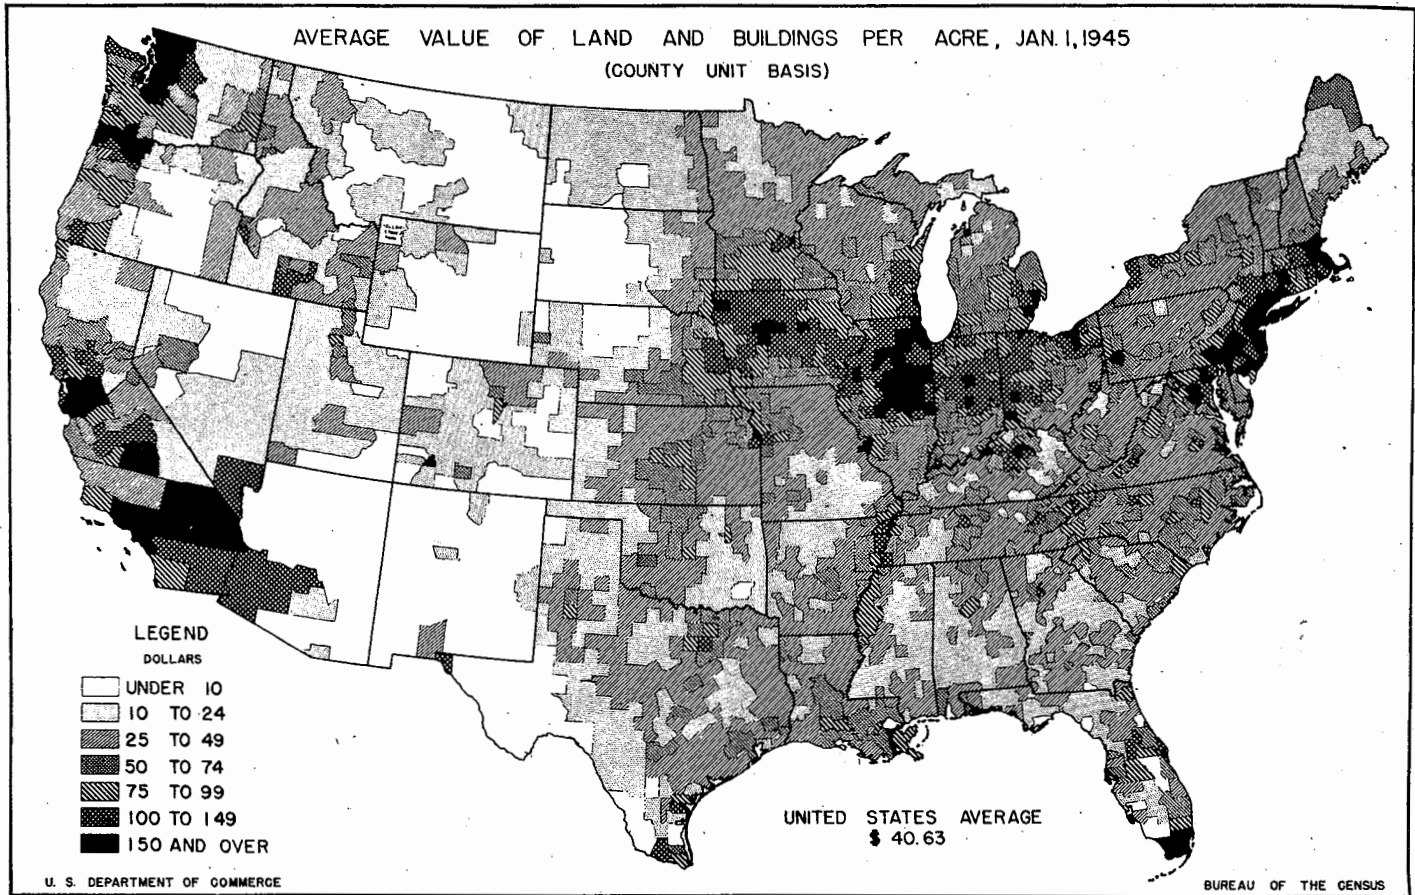 AVERAGE VALUE OF LAND AND BUILDINGS PER ACRE, JAN. 1, 1945
(COUNTY UNIT BASIS)
LEGEND
DOLLARS
UNDER 10
10 TO 24
25 TO 49
50 TO 74
75 TO 99
100 TO 149
150 AND OVER
UNITED STATES AVERAGE
$ 40.63
U. S. DEPARTMENT OF COMMERCE
BUREAU OF THE CENSUS